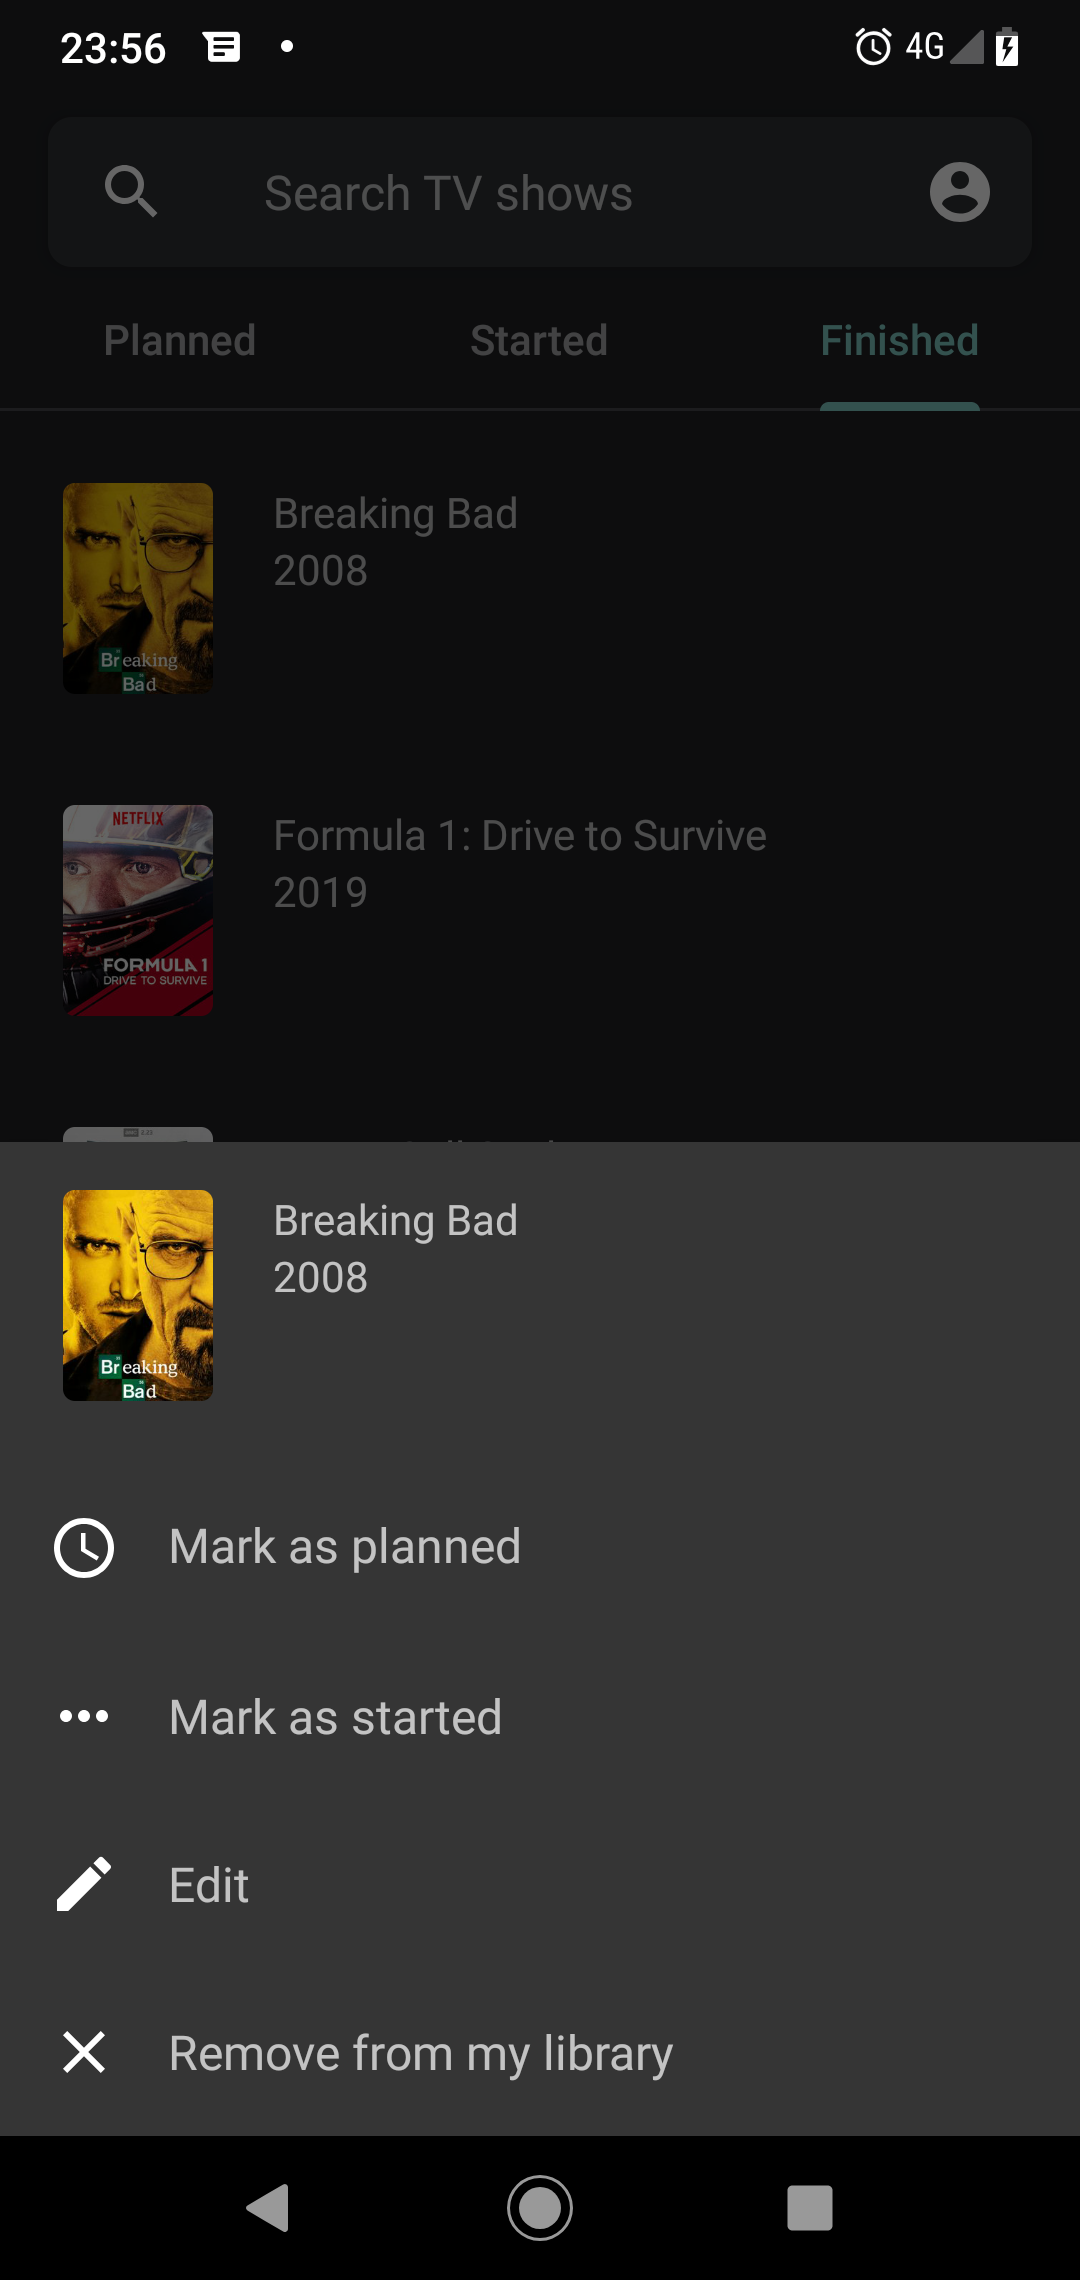 23:56
4G
Search TV shows
Planned
Started
Finished
Breaking Bad
2008
Breaking
Bad
NETFLIX
FORMULA 1
DRIVE TO SURVIVE
Formula 1: Drive to Survive
2019
Breaking Bad
2008
Breaking
Bad
Mark as planned
Mark as started
Edit
Remove from my library